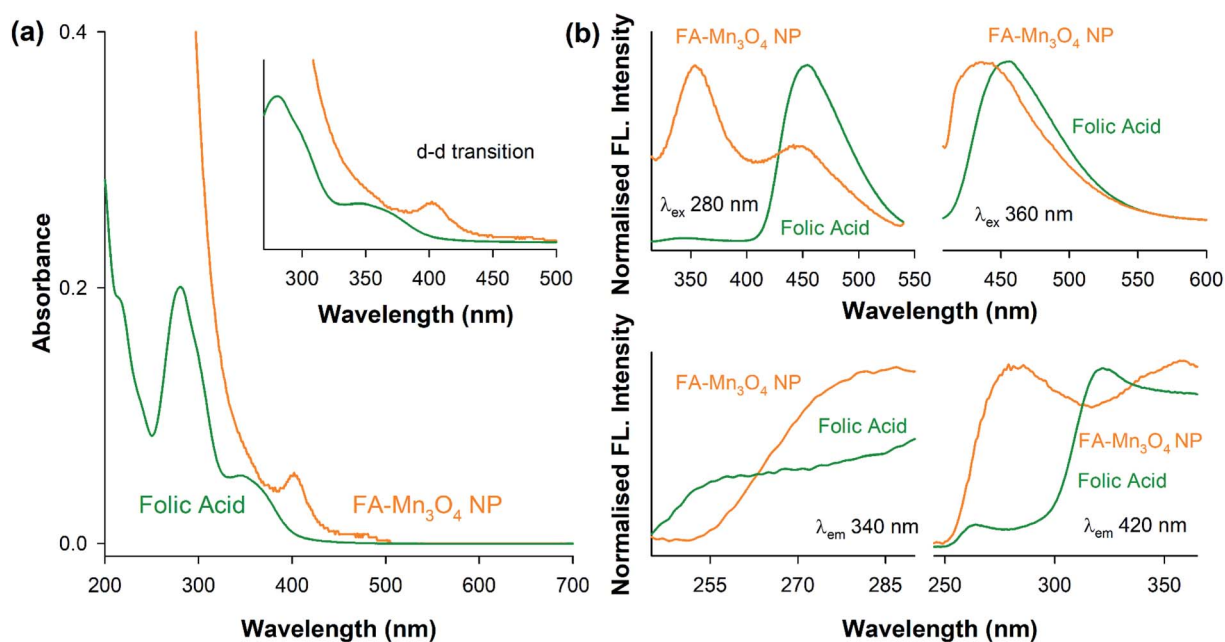 (a)
0.4
0.2
0.0
Absorbance
200 300 400 500 600 700
Wavelength (nm)
Folic Acid
FA-Mn₃O₄ NP
d-d transition
300 350 400 450 500
Wavelength (nm)
(b)
Normalised FL. Intensity
FA-Mn₃O₄ NP
λex 280 nm
Folic Acid
350 400 450 500 550
Wavelength (nm)
FA-Mn₃O₄ NP
Folic Acid
λex 360 nm
450 500 550 600
Wavelength (nm)
Normalised FL. Intensity
FA-Mn₃O₄ NP
Folic Acid
λem 340 nm
255 270 285
Wavelength (nm)
FA-Mn₃O₄ NP
Folic Acid
λem 420 nm
250 300 350